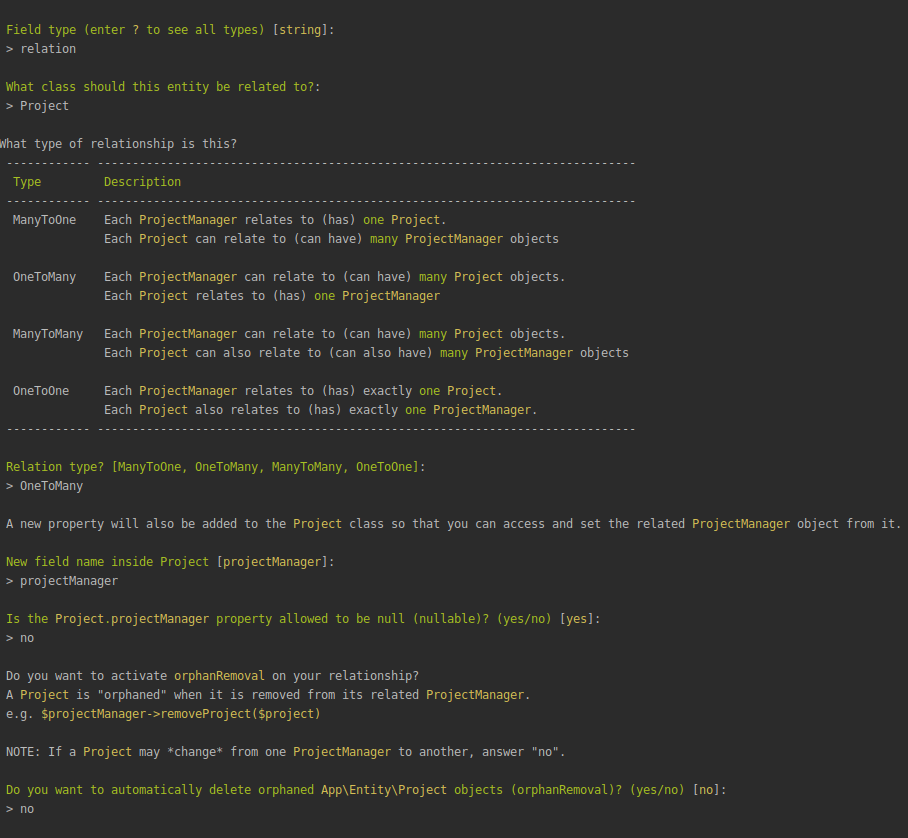 Field type (enter ? to see all types) [string]:
> relation
What class should this entity be related to?:
> Project
What type of relationship is this?
------------ ----------------------------------------------------------------------------- 
Type Description
------------ ----------------------------------------------------------------------------- 
ManyToOne Each ProjectManager relates to (has) one Project.
Each Project can relate to (can have) many ProjectManager objects
OneToMany Each ProjectManager can relate to (can have) many Project objects.
Each Project relates to (has) one ProjectManager
ManyToMany Each ProjectManager can relate to (can have) many Project objects.
Each Project can also relate to (can also have) many ProjectManager objects
OneToOne Each ProjectManager relates to (has) exactly one Project.
Each Project also relates to (has) exactly one ProjectManager.
------------ ----------------------------------------------------------------------------- 
Relation type? [ManyToOne, OneToMany, ManyToMany, OneToOne]:
> OneToMany
A new property will also be added to the Project class so that you can access and set the related ProjectManager object from it.
New field name inside Project [projectManager]:
> projectManager
Is the Project.projectManager property allowed to be null (nullable)? (yes/no) [yes]:
> no
Do you want to activate orphanRemoval on your relationship?
A Project is "orphaned" when it is removed from its related ProjectManager.
e.g. $projectManager->removeProject($project)
NOTE: If a Project may *change* from one ProjectManager to another, answer "no".
Do you want to automatically delete orphaned App\Entity\Project objects (orphanRemoval)? (yes/no) [no]:
> no